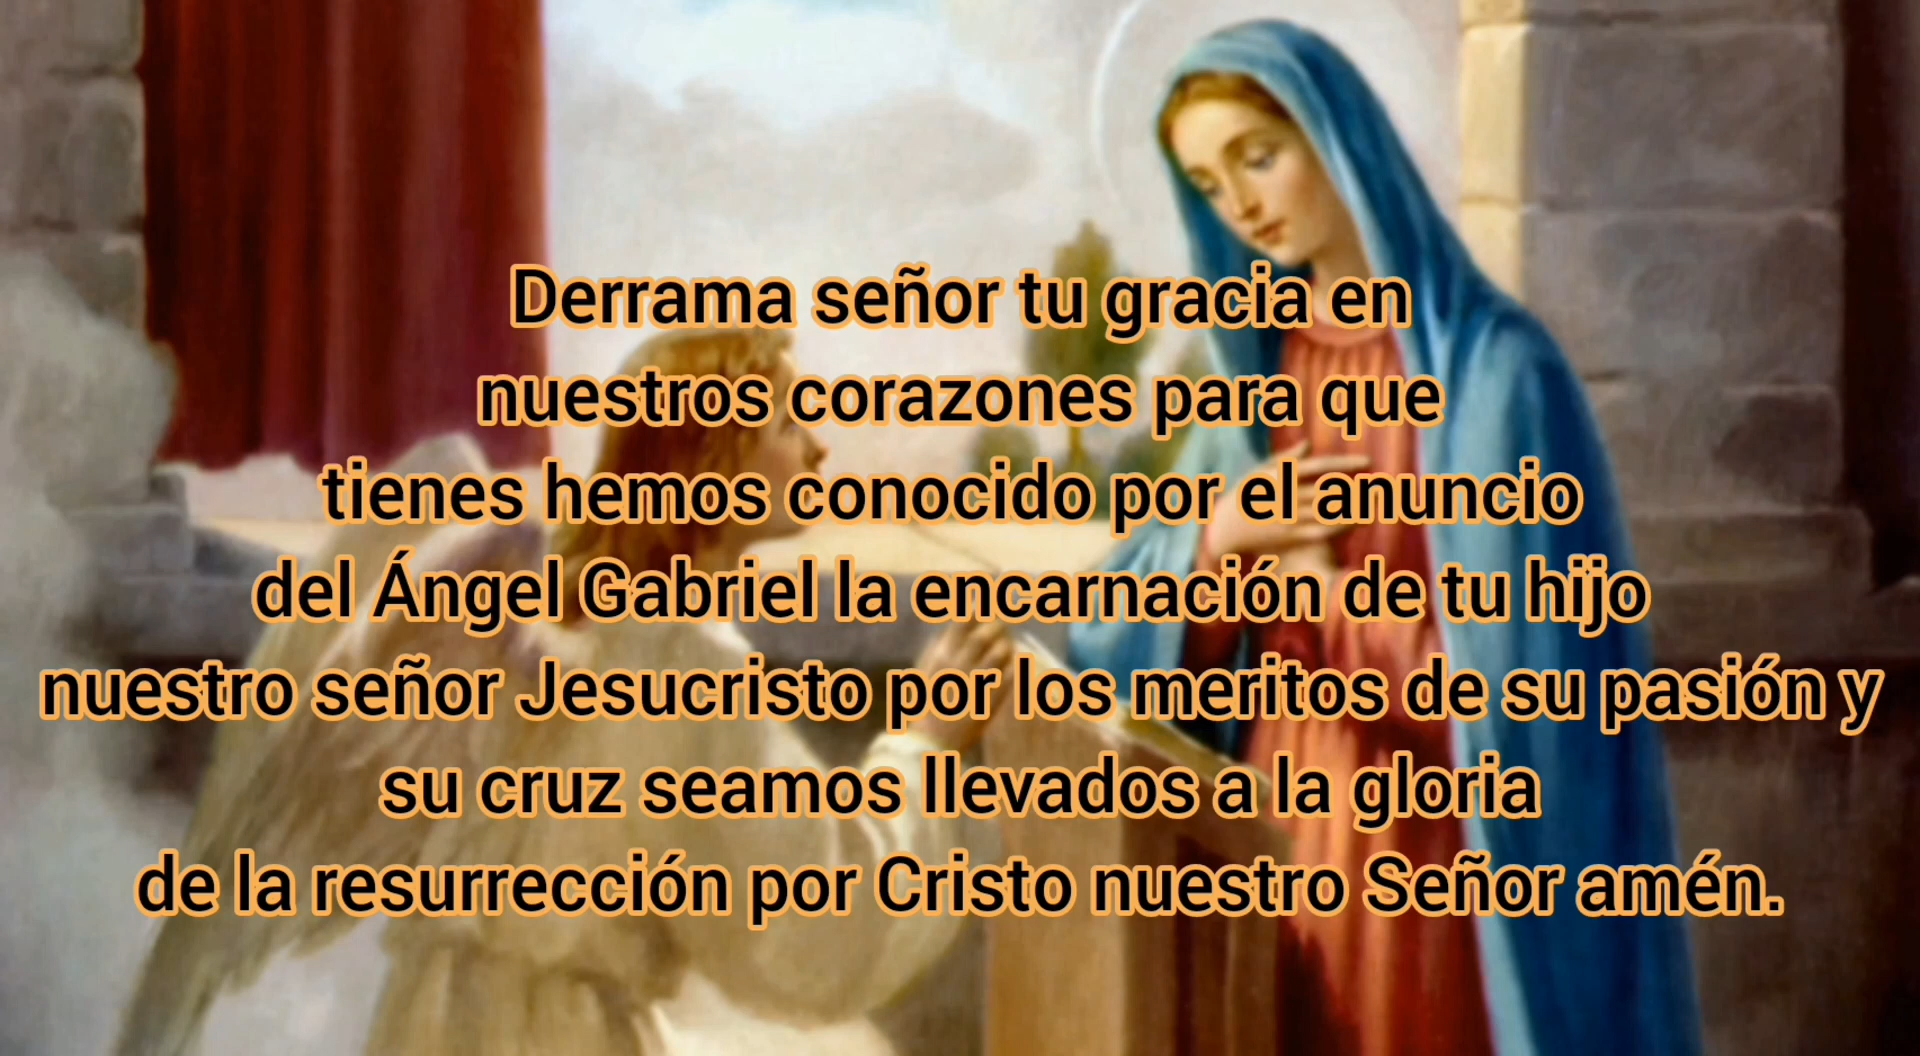 Derrama señor tu gracia en
nuestros corazones para que
tienes hemos conocido por el anuncio
del Ángel Gabriel la encarnación de tu hijo
nuestro señor Jesucristo por los meritos de su pasión y
su cruz seamos llevados a la gloria
de la resurrección por Cristo nuestro Señor amén.